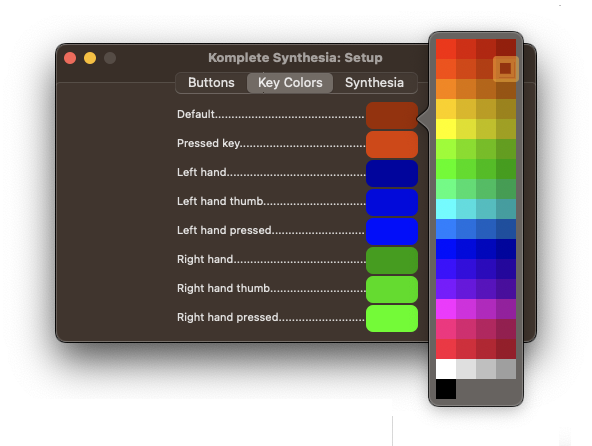 Komplete Synthesia: Setup
Buttons Key Colors Synthesia
Default.............................................
Pressed key......................................
Left hand..........................................
Left hand thumb...............................
Left hand pressed............................
Right hand........................................
Right hand thumb............................
Right hand pressed..........................